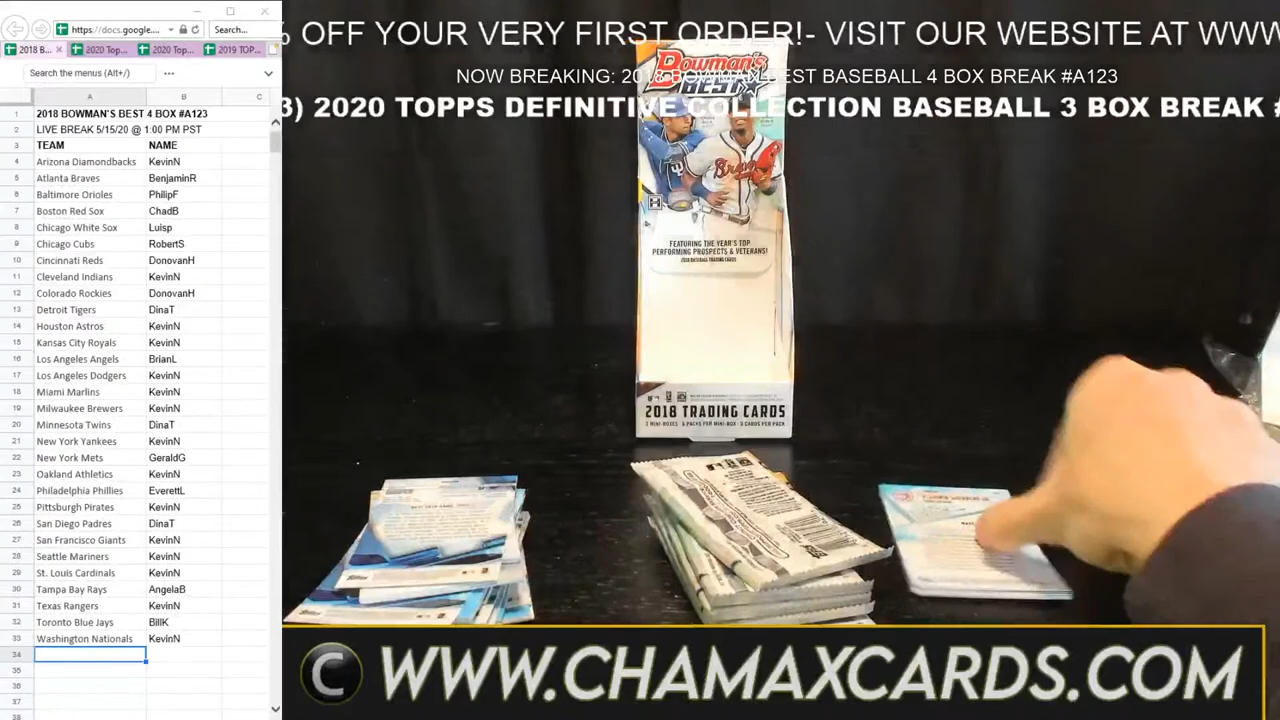 https://docs.google....
Search...
2018 B...
2020 Top...
2020 Top...
2019 TOP...
Search the menus (Alt+/)
A B C
1 2018 BOWMAN'S BEST 4 BOX #A123
2 LIVE BREAK 5/15/20 @ 1:00 PM PST
3 TEAM NAME
4 Arizona Diamondbacks KevinN
5 Atlanta Braves BenjaminR
6 Baltimore Orioles PhilipF
7 Boston Red Sox ChadB
8 Chicago White Sox Luisp
9 Chicago Cubs RobertS
10 Cincinnati Reds DonovanH
11 Cleveland Indians KevinN
12 Colorado Rockies DonovanH
13 Detroit Tigers DinaT
14 Houston Astros KevinN
15 Kansas City Royals KevinN
16 Los Angeles Angels BrianL
17 Los Angeles Dodgers KevinN
18 Miami Marlins KevinN
19 Milwaukee Brewers KevinN
20 Minnesota Twins DinaT
21 New York Yankees KevinN
22 New York Mets GeraldG
23 Oakland Athletics KevinN
24 Philadelphia Phillies EverettL
25 Pittsburgh Pirates KevinN
26 San Diego Padres DinaT
27 San Francisco Giants KevinN
28 Seattle Mariners KevinN
29 St. Louis Cardinals KevinN
30 Tampa Bay Rays AngelaB
31 Texas Rangers KevinN
32 Toronto Blue Jays BillK
33 Washington Nationals KevinN
34
35
36
37
38
% OFF YOUR VERY FIRST ORDER!- VISIT OUR WEBSITE AT WWW
NOW BREAKING: 2018 BOWMAN BEST BASEBALL 4 BOX BREAK #A123
3) 2020 TOPPS DEFINITIVE COLLECTION BASEBALL 3 BOX BREAK #
Bowman's
BEST
Braves
FEATURING THE YEAR'S TOP
PERFORMING PROSPECTS & VETERANS!
2018 BASEBALL TRADING CARDS
2018 TRADING CARDS
C WWW.CHAMAXCARDS.COM